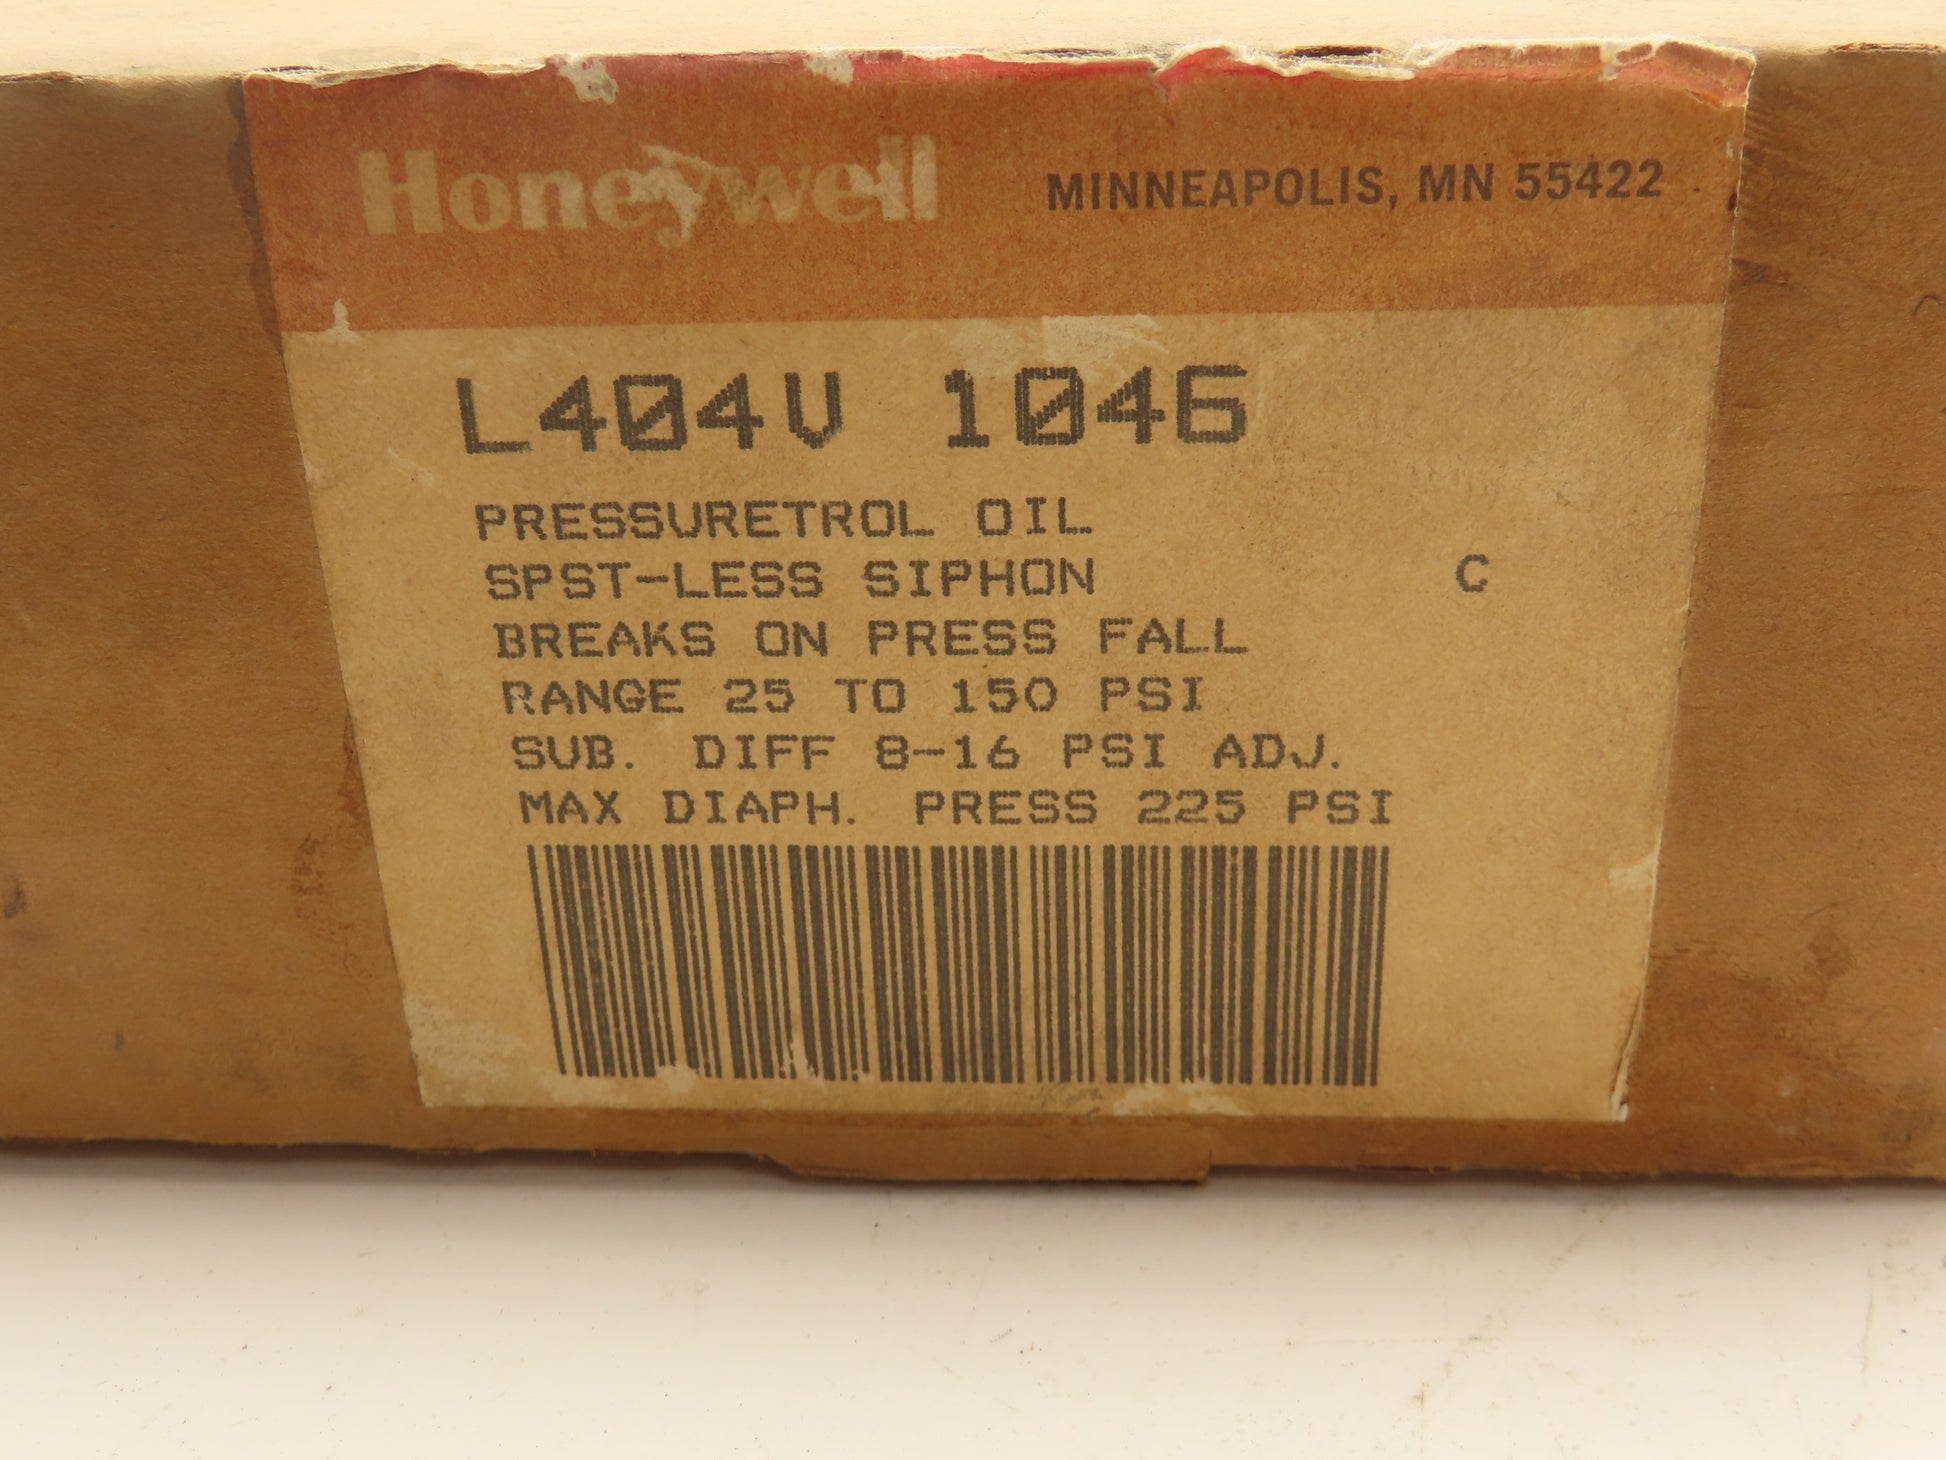 Honeywell MINNEAPOLIS, MN 55422
L404V 1046
PRESSURETROL OIL
SPST-LESS SIPHON C
BREAKS ON PRESS FALL
RANGE 25 TO 150 PSI
SUB. DIFF 8-16 PSI ADJ.
MAX DIAPH. PRESS 225 PSI